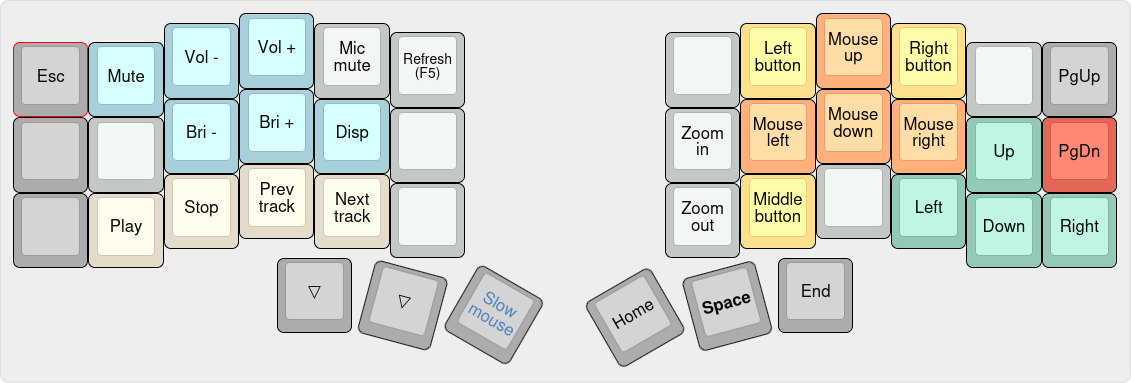 Esc
Mute
Vol -
Vol +
Mic
mute
Refresh
(F5)
Left
button
Mouse
up
Right
button
PgUp
Bri -
Bri +
Disp
Zoom
in
Mouse
left
Mouse
down
Mouse
right
Up
PgDn
Play
Stop
Prev
track
Next
track
Zoom
out
Middle
button
Left
Down
Right
▽
▽
Slow
mouse
Home
Space
End